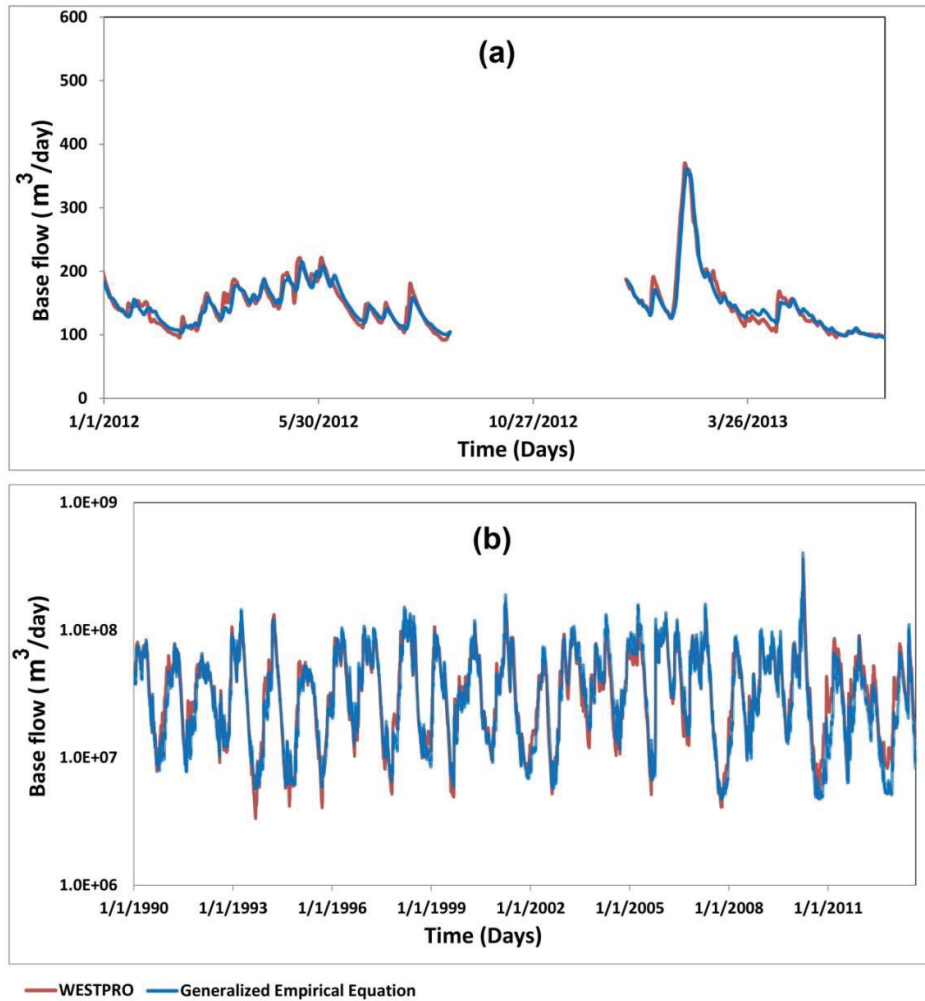 (a)
Base flow ( m³/day)
600
500
400
300
200
100
0
1/1/2012 5/30/2012 10/27/2012 3/26/2013
Time (Days)
(b)
Base flow ( m³/day)
1.0E+09
1.0E+08
1.0E+07
1.0E+06
1/1/1990 1/1/1993 1/1/1996 1/1/1999 1/1/2002 1/1/2005 1/1/2008 1/1/2011
Time (Days)
WESTPRO Generalized Empirical Equation